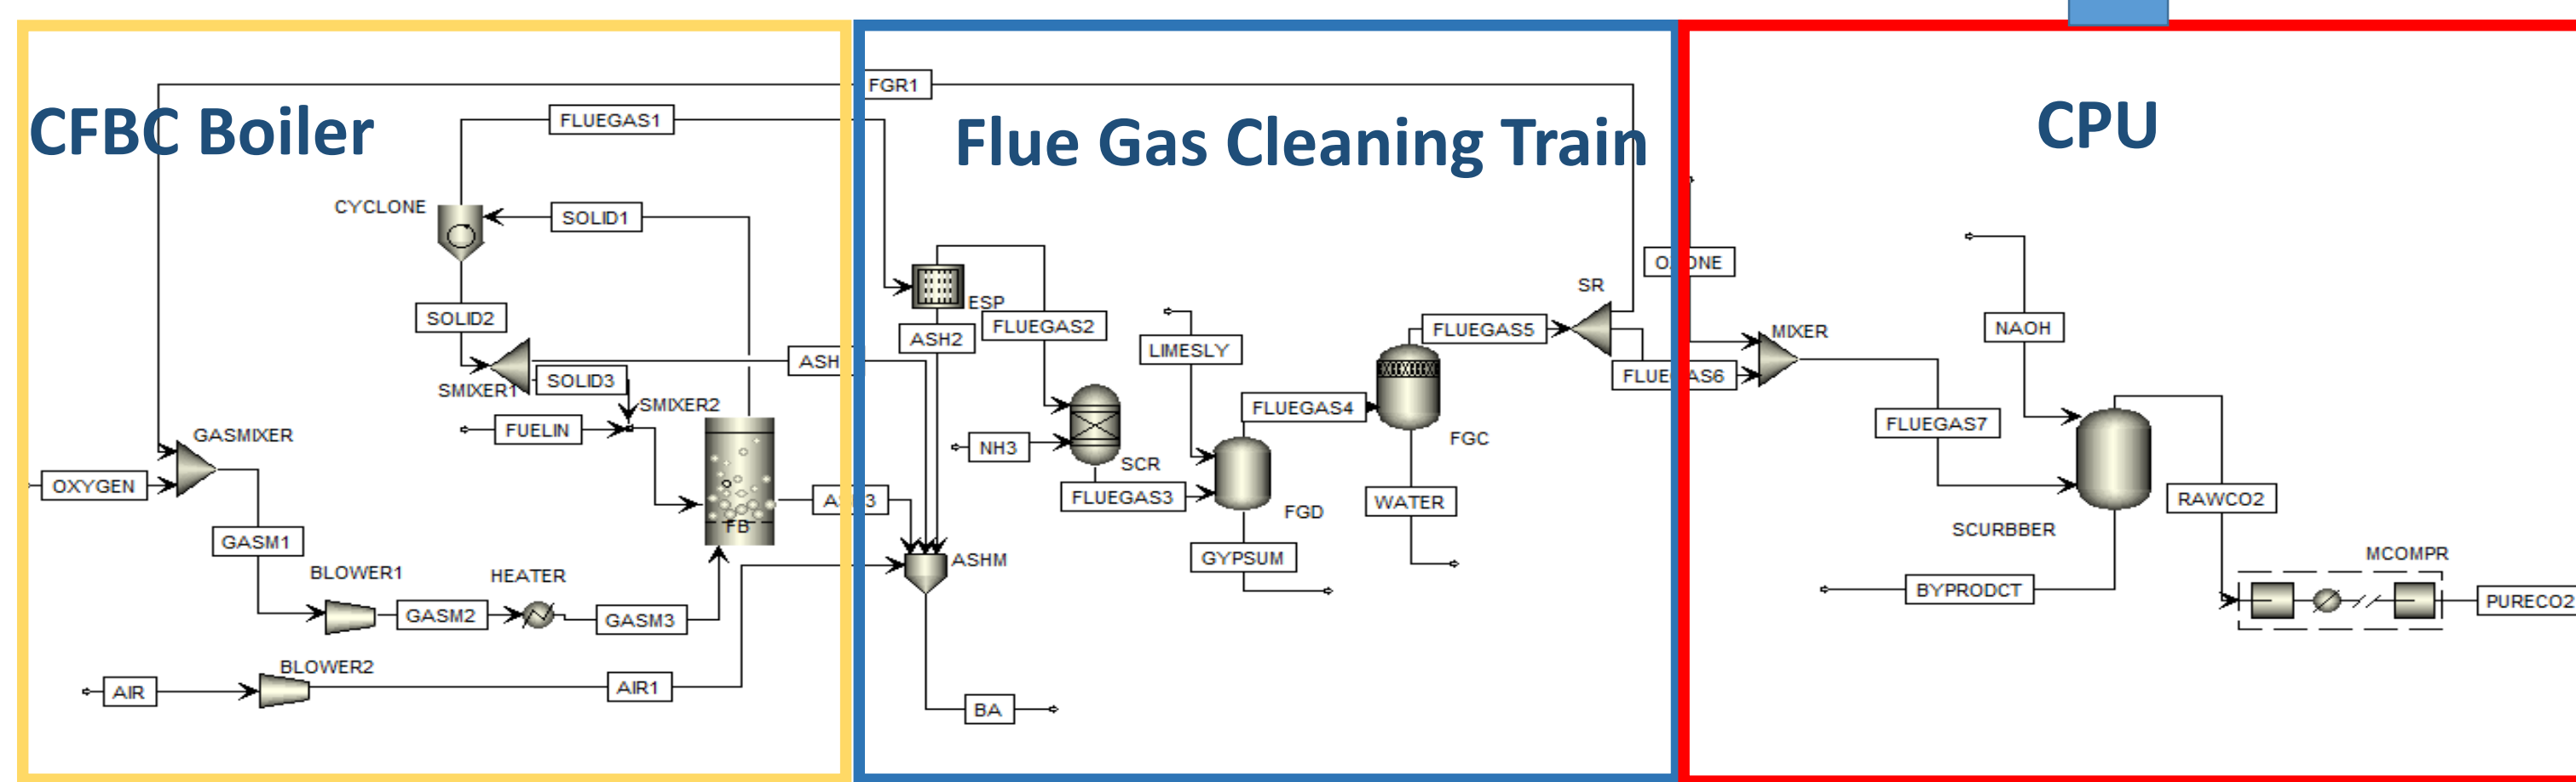 CFBC Boiler
FGR1
FLUEGAS1
CYCLONE
SOLID1
SOLID2
SMIXER1
SOLID3
SMIXER2
FUELIN
GASMIXER
OXYGEN
GASM1
BLOWER1
GASM2
HEATER
GASM3
FB
BLOWER2
AIR
AIR1
Flue Gas Cleaning Train
ESP
ASH2
FLUEGAS2
ASH
NH3
SCR
FLUEGAS3
LIMESLY
FLUEGAS4
FGD
GYPSUM
FGC
FLUEGAS5
WATER
SR
ASHM
BA
CPU
MIXER
NAOH
FLUEGAS7
SCURBBER
RAWCO2
BYPRODCT
MCOMPR
PURECO2